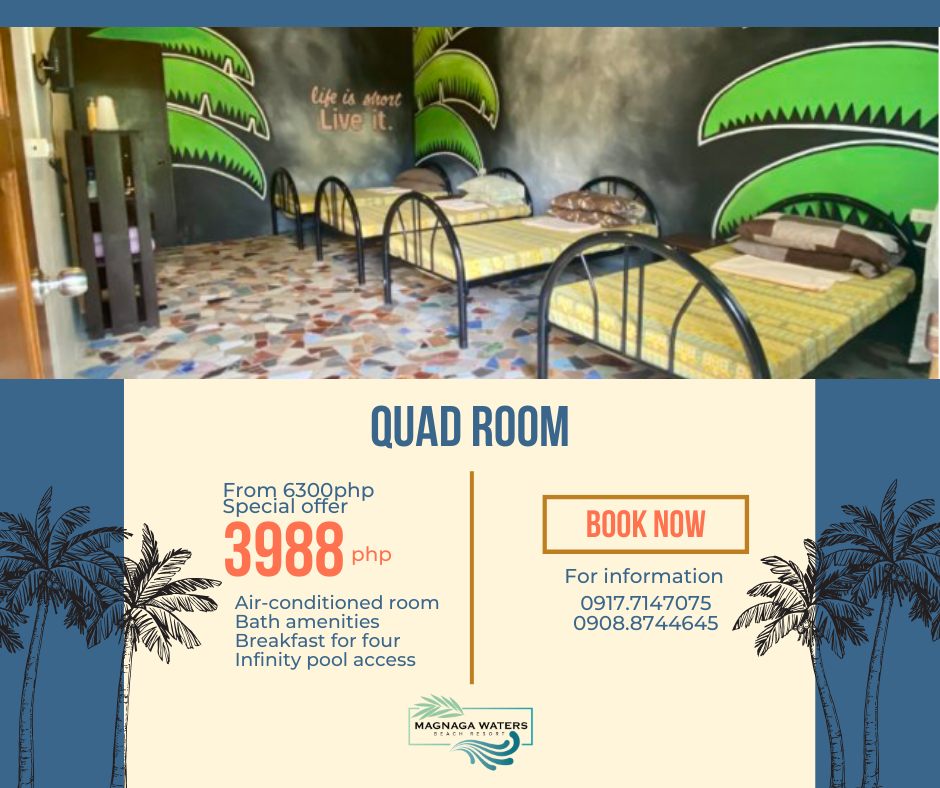 life is short
Live it.
QUAD ROOM
From 6300php
Special offer
3988 php
Air-conditioned room
Bath amenities
Breakfast for four
Infinity pool access
BOOK NOW
For information
0917.7147075
0908.8744645
MAGNAGA WATERS
BEACH RESORT